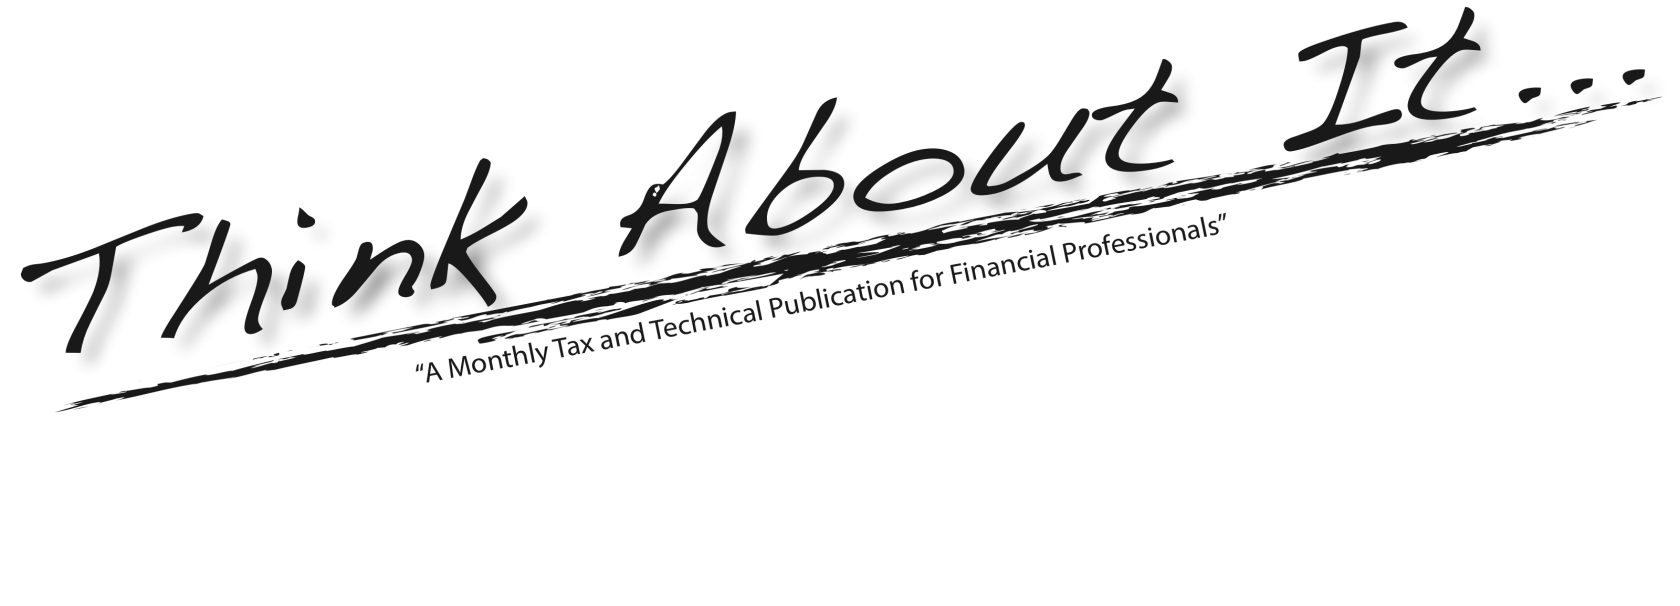 Think About It...
“A Monthly Tax and Technical Publication for Financial Professionals”